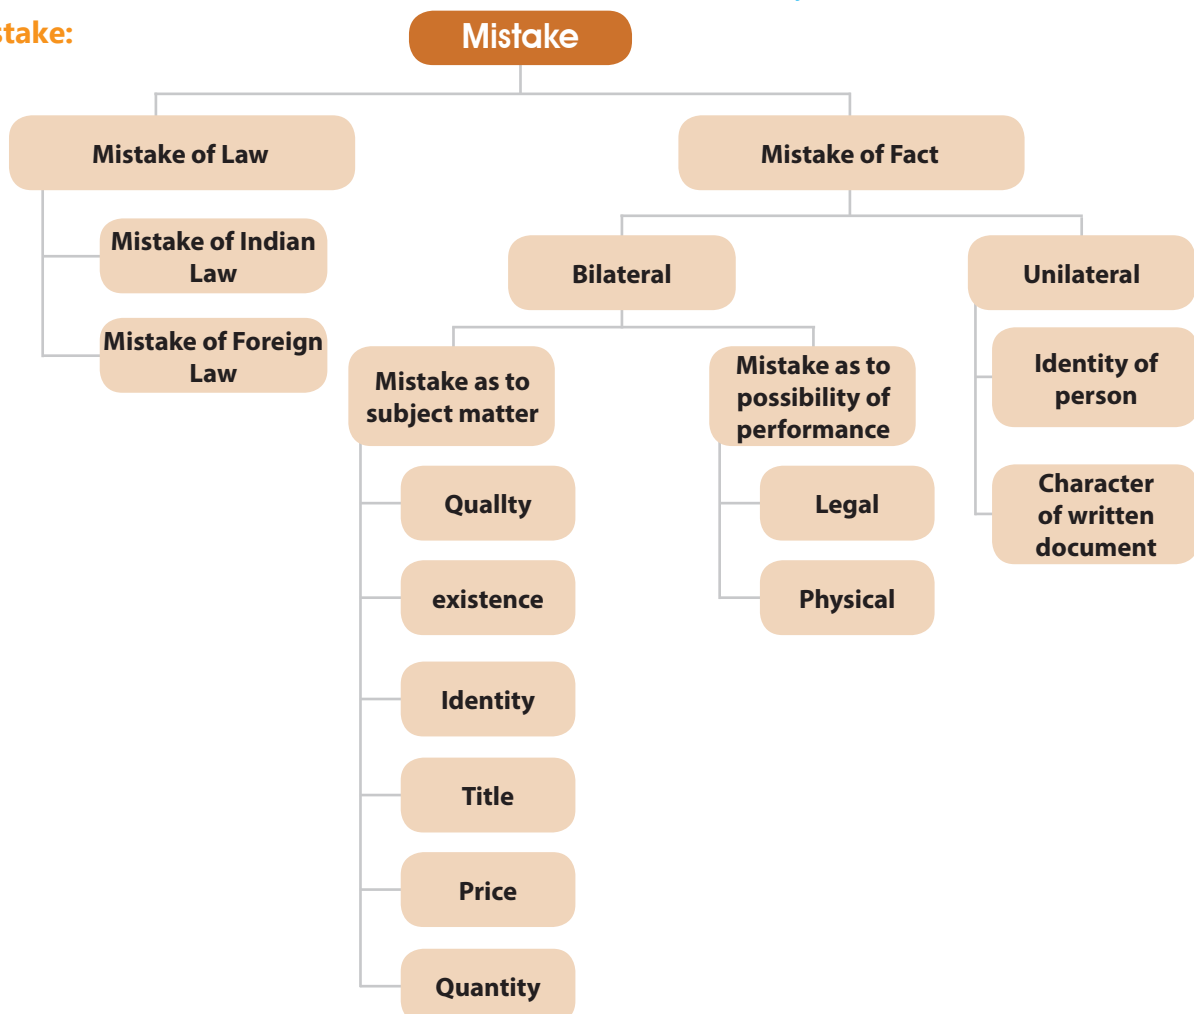 stake:
Mistake
Mistake of Law
Mistake of Fact
Mistake of Indian
Law
Mistake of Foreign
Law
Bilateral
Unilateral
Mistake as to
subject matter
Mistake as to
possibility of
performance
Identity of
person
Character
of written
document
Quallty
existence
Identity
Title
Price
Quantity
Legal
Physical